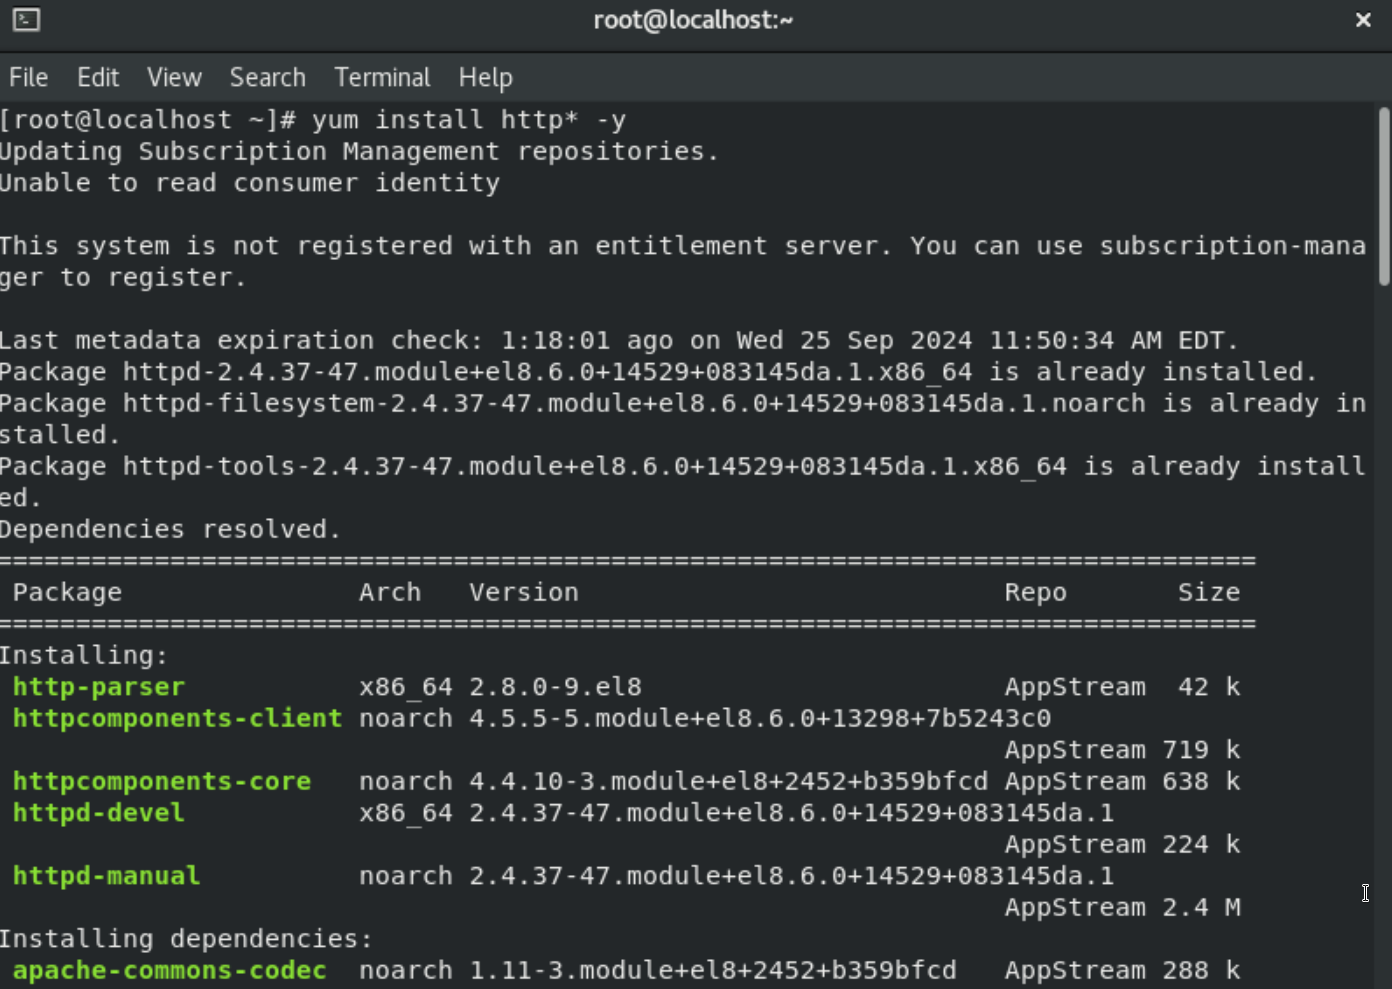 root@localhost:~
File Edit View Search Terminal Help
[root@localhost ~]# yum install http* -y
Updating Subscription Management repositories.
Unable to read consumer identity
This system is not registered with an entitlement server. You can use subscription-mana
ger to register.
Last metadata expiration check: 1:18:01 ago on Wed 25 Sep 2024 11:50:34 AM EDT.
Package httpd-2.4.37-47.module+el8.6.0+14529+083145da.1.x86_64 is already installed.
Package httpd-filesystem-2.4.37-47.module+el8.6.0+14529+083145da.1.noarch is already in
stalled.
Package httpd-tools-2.4.37-47.module+el8.6.0+14529+083145da.1.x86_64 is already install
ed.
Dependencies resolved.
================================================================================
Package Arch Version Repo Size
================================================================================
Installing:
http-parser x86_64 2.8.0-9.el8 AppStream 42 k
httpcomponents-client noarch 4.5.5-5.module+el8.6.0+13298+7b5243c0
AppStream 719 k
httpcomponents-core noarch 4.4.10-3.module+el8+2452+b359bfcd AppStream 638 k
httpd-devel x86_64 2.4.37-47.module+el8.6.0+14529+083145da.1
AppStream 224 k
httpd-manual noarch 2.4.37-47.module+el8.6.0+14529+083145da.1
AppStream 2.4 M
Installing dependencies:
apache-commons-codec noarch 1.11-3.module+el8+2452+b359bfcd AppStream 288 k